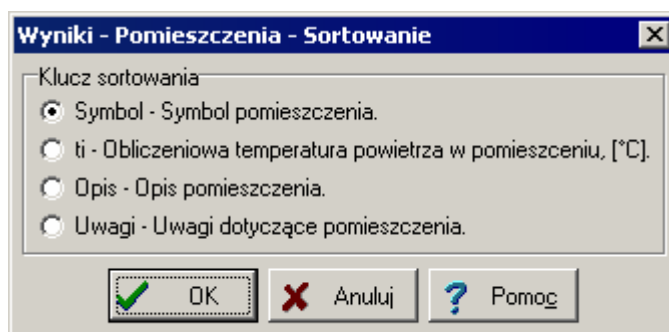 Wyniki - Pomieszczenia - Sortowanie
Klucz sortowania
Symbol - Symbol pomieszczenia.
ti - Obliczeniowa temperatura powietrza w pomieszceniu, [°C].
Opis - Opis pomieszczenia.
Uwagi - Uwagi dotyczące pomieszczenia.
OK Anuluj Pomoc